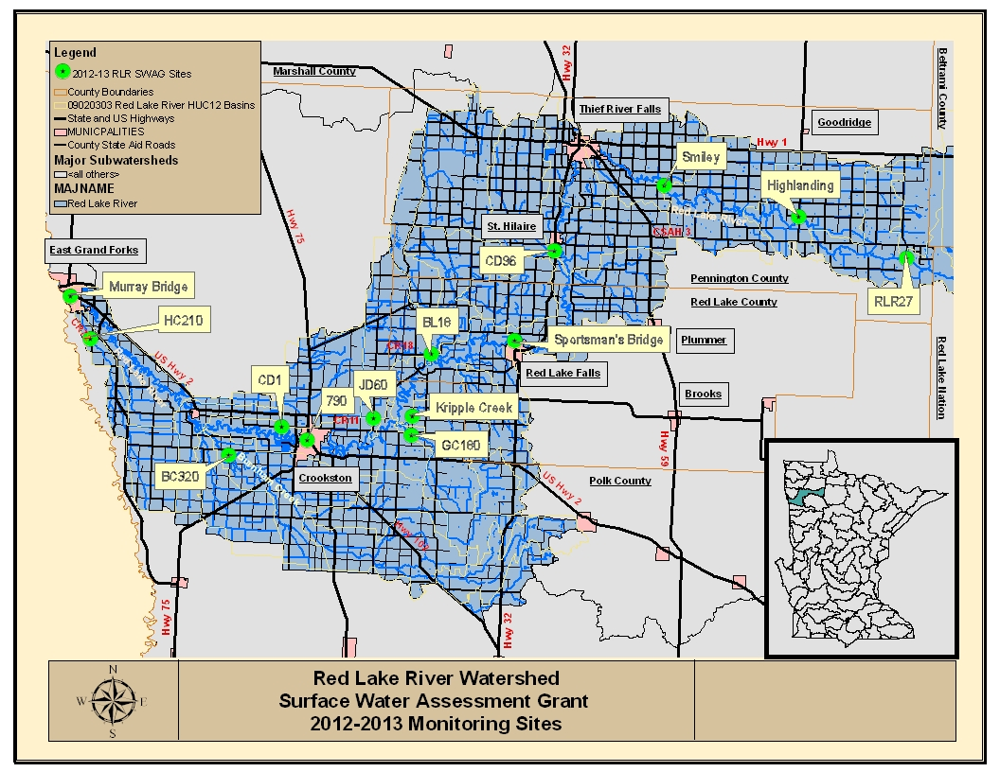 Legend
2012-13 RLR SWAG Sites
County Boundaries
09020303 Red Lake River HUC12 Basins
State and US Highways
MUNICPALITIES
County State Aid Roads
Major Subwatersheds
<all others>
MAJNAME
Red Lake River
Marshall County
Hwy 32
Thief River Falls
Goodridge
Beltrami County
Hwy 1
Smiley
Highlanding
Red Lake River
CSAH 3
Hwy 75
St. Hilaire
CD96
East Grand Forks
Murray Bridge
HC210
Pennington County
Red Lake County
RLR27
BL18
Sportsman's Bridge
Plummer
Red Lake Falls
Red Lake Nation
US Hwy 2
CD1
790
JD60
CR11
Kripple Creek
Brooks
GC160
Hwy 59
BC320
Crookston
US Hwy 2
Polk County
Hwy 75
Hwy 32
N
W
E
S
Red Lake River Watershed
Surface Water Assessment Grant
2012-2013 Monitoring Sites